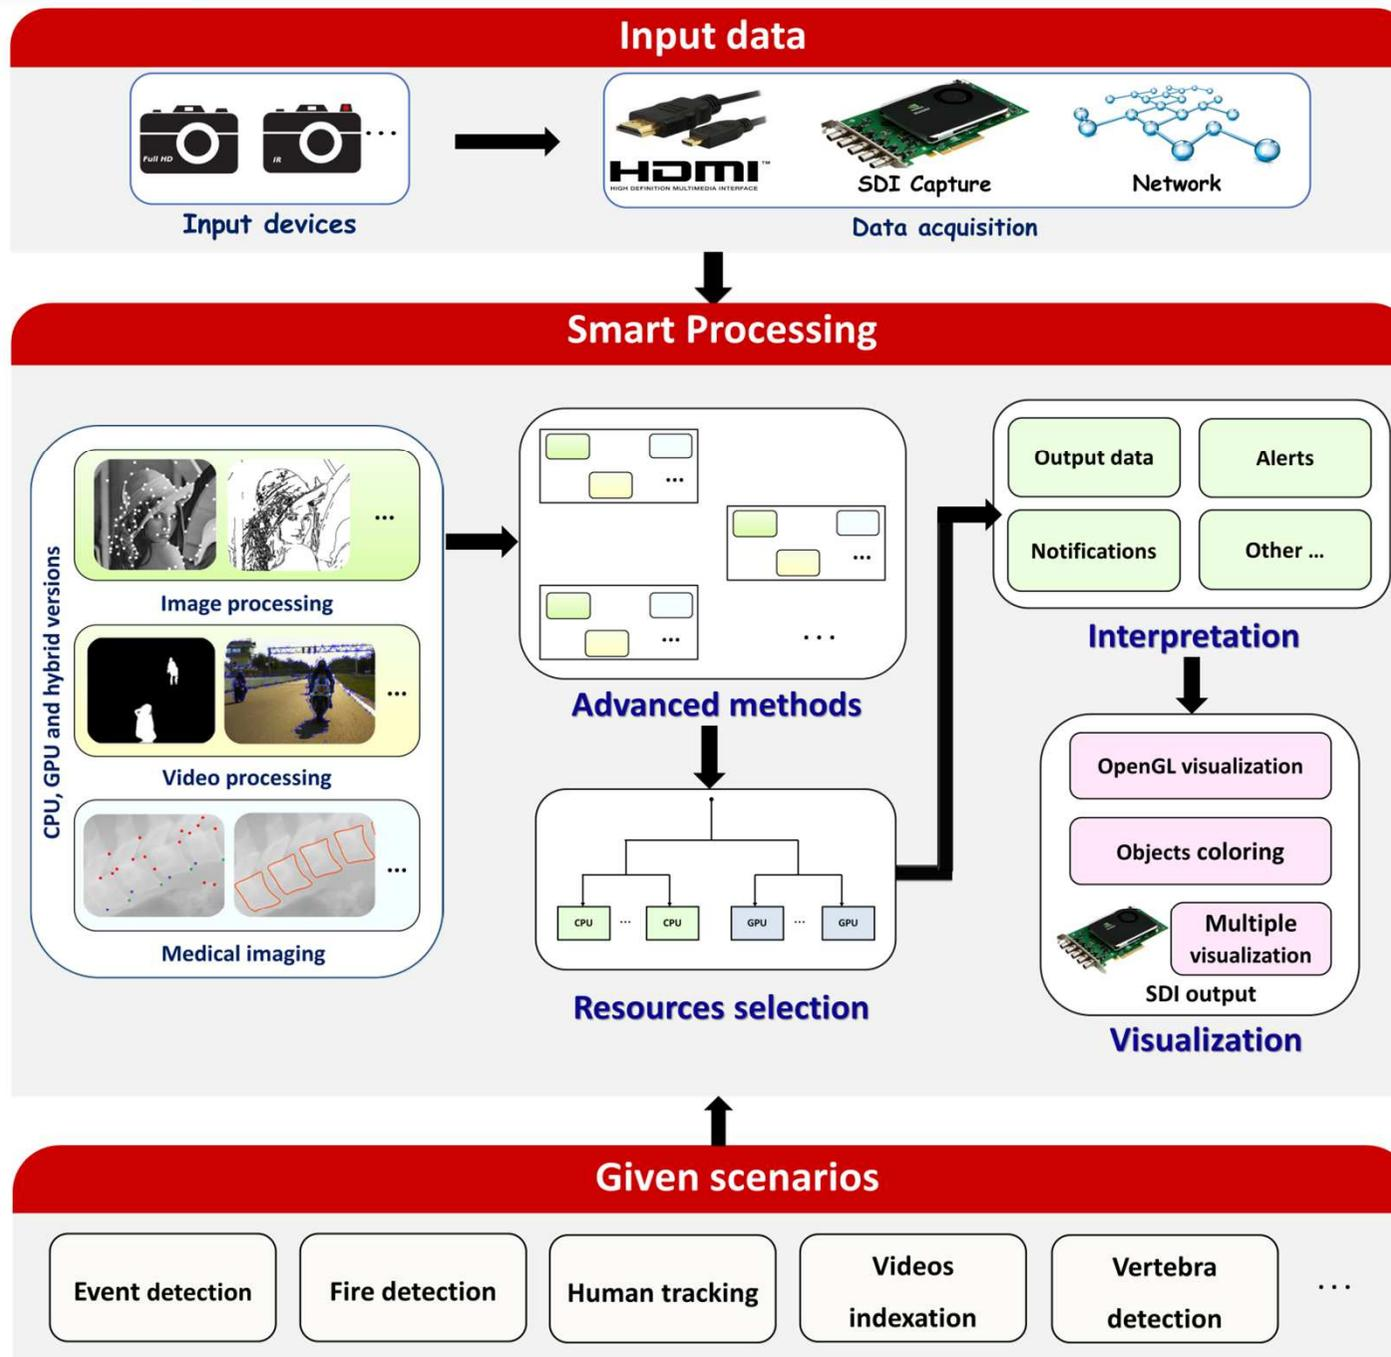 Input data
Full HD
IR
...
HDMI™
HIGH DEFINITION MULTIMEDIA INTERFACE
SDI Capture
Network
Input devices
Data acquisition
Smart Processing
CPU, GPU and hybrid versions
...
Image processing
...
Video processing
...
Medical imaging
...
...
...
...
Advanced methods
CPU ... CPU GPU ... GPU
Resources selection
Output data
Alerts
Notifications
Other ...
Interpretation
OpenGL visualization
Objects coloring
Multiple
visualization
SDI output
Visualization
Given scenarios
Event detection
Fire detection
Human tracking
Videos
indexation
Vertebra
detection
...